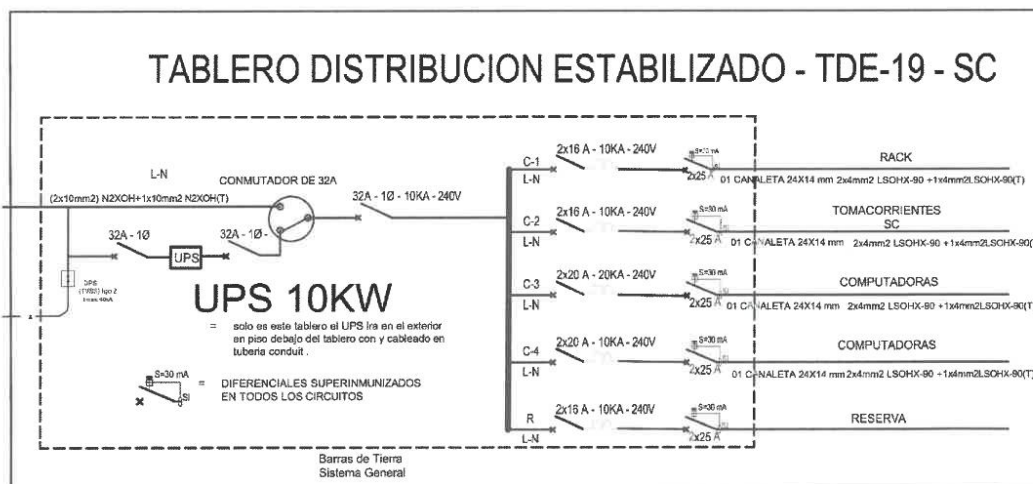 TABLERO DISTRIBUCION ESTABILIZADO - TDE-19 - SC
L-N
(2x10mm2) N2XOH+1x10mm2 N2XOH(T)
CONMUTADOR DE 32A
32A - 1Ø - 10KA -240V
32A - 1Ø
UPS
32A - 1Ø -
DPS
UPS 10KW
= solo es este tablero el UPS ira en el exterior
en piso debajo del tablero con y cableado en
tuberia conduit .
S=30 mA
SI
= DIFERENCIALES SUPERINMUNIZADOS
EN TODOS LOS CIRCUITOS
Barras de Tierra
Sistema General
C-1
L-N
2x16 A - 10KA -240V
2x25 A
RACK
01 CANALETA 24X14 mm 2x4mm2 LSOHX-90 +1x4mm2LSOHX-90(T)
C-2
L-N
2x16 A - 10KA - 240V
S=30 mA
2x25 A
TOMACORRIENTES
SC
01 CANALETA 24X14 mm 2x4mm2 LSOHX-90 +1x4mm2LSOHX-90(
C-3
L-N
2x20 A - 20KA - 240V
S=30 mA
2x25 A
COMPUTADORAS
01 CANALETA 24X14 mm 2x4mm2 LSOHX-90 +1x4mm2LSOHX-90(T
C-4
L-N
2x20 A - 10KA - 240V
S=30 mA
2x25 A
COMPUTADORAS
01 CANALETA 24X14 mm 2x4mm2 LSOHX-90 +1x4mm2LSOHX-90(T)
R
L-N
2x16 A - 10KA - 240V
S=30 mA
2x25 A
RESERVA